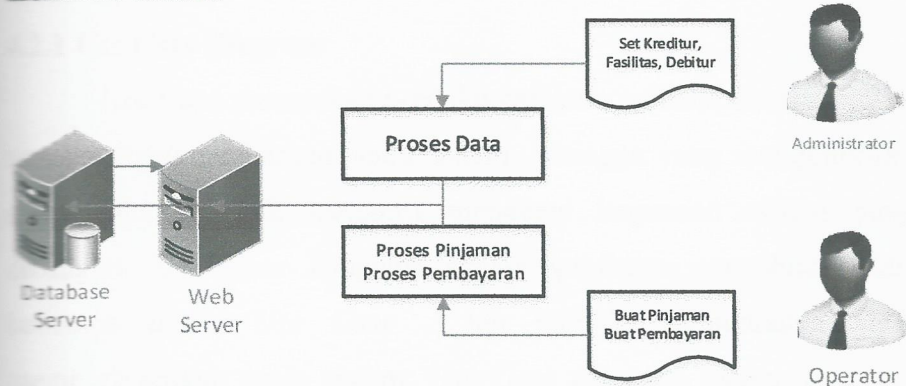 Set Kreditur,
Fasilitas, Debitur
Administrator
Proses Data
Proses Pinjaman
Proses Pembayaran
Database
Server
Web
Server
Buat Pinjaman
Buat Pembayaran
Operator